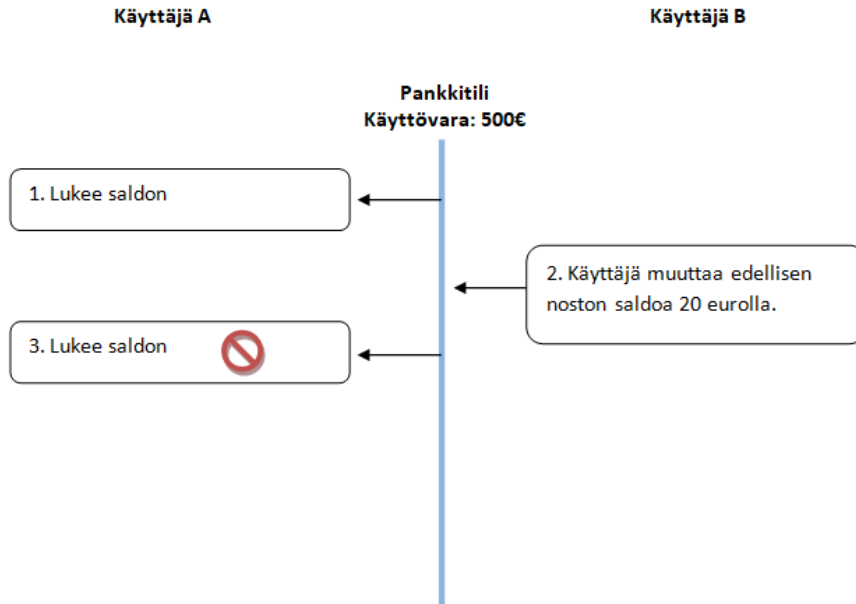 Käyttäjä A
Käyttäjä B
Pankkitili
Käyttövara: 500€
1. Lukee saldon
2. Käyttäjä muuttaa edellisen
noston saldoa 20 eurolla.
3. Lukee saldon